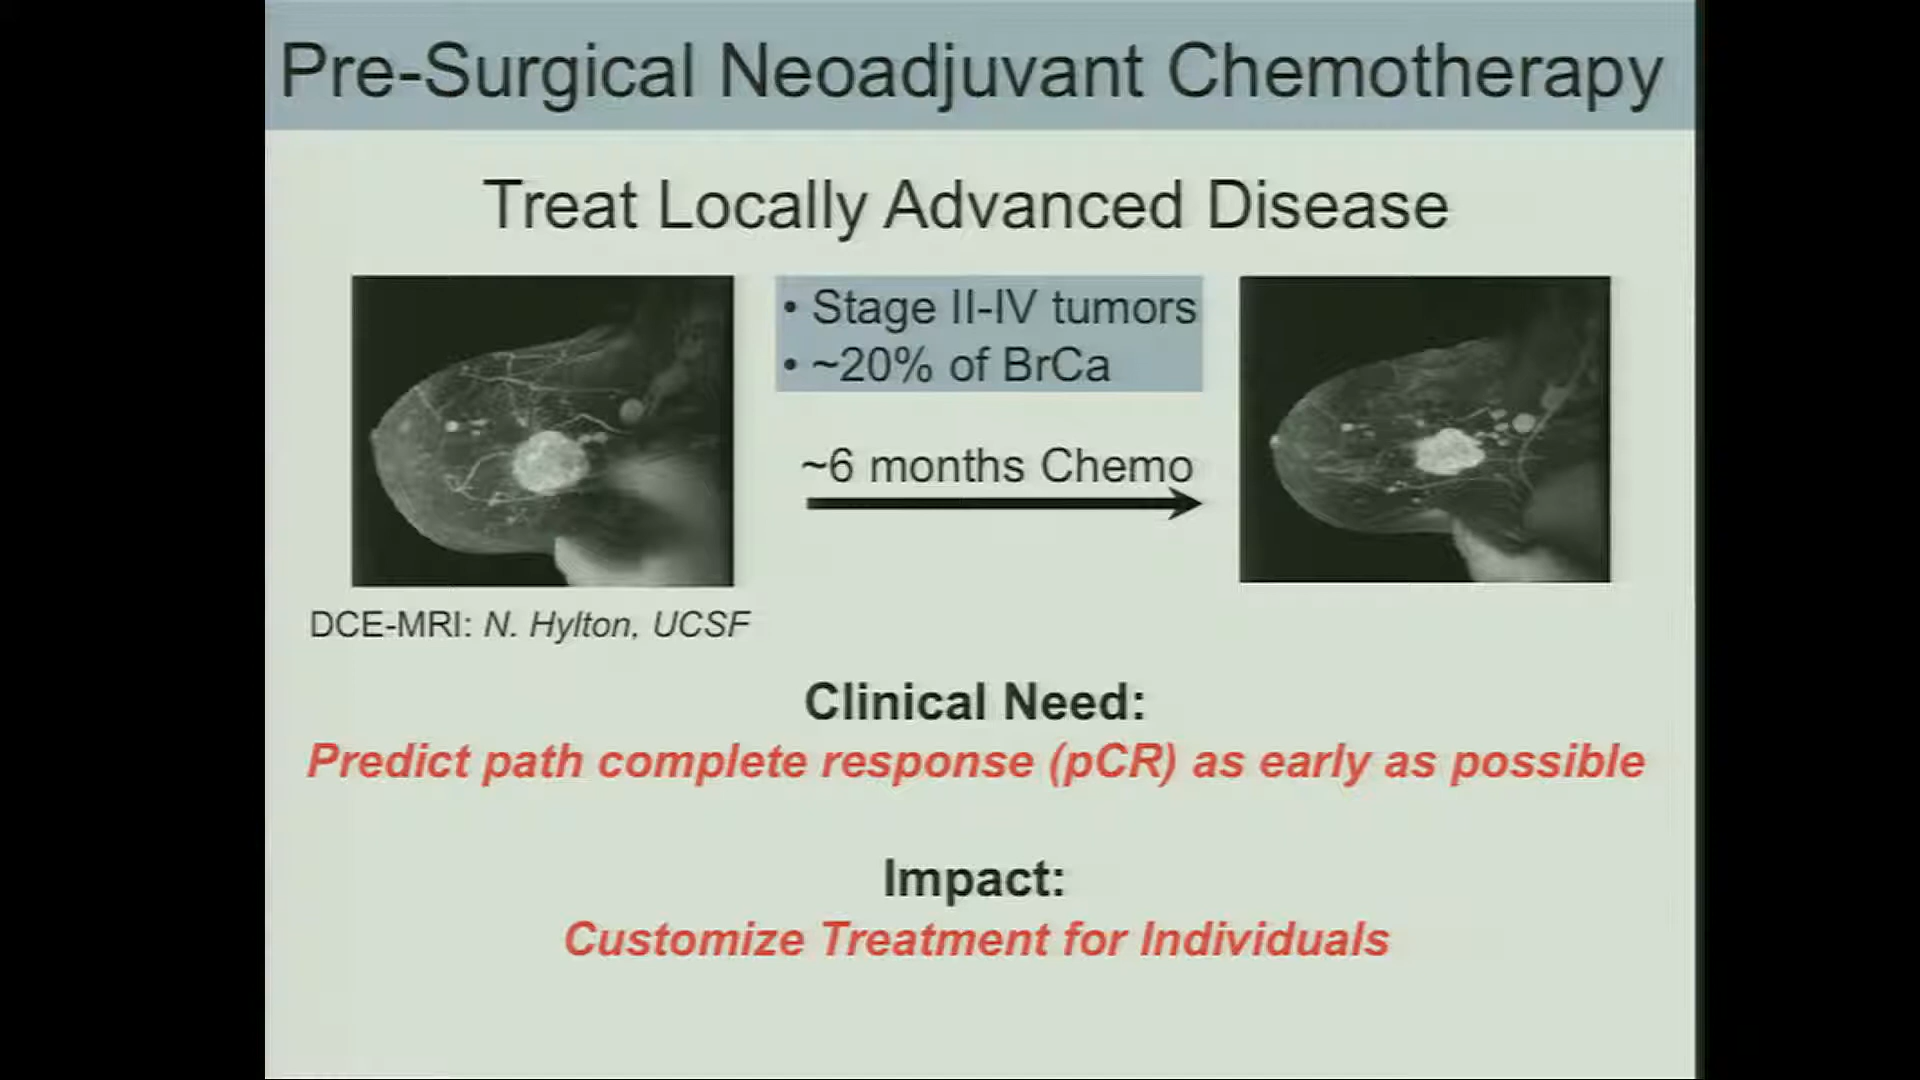 Pre-Surgical Neoadjuvant Chemotherapy
Treat Locally Advanced Disease
• Stage II-IV tumors
• ~20% of BrCa
~6 months Chemo
DCE-MRI: N. Hylton, UCSF
Clinical Need:
Predict path complete response (pCR) as early as possible
Impact:
Customize Treatment for Individuals